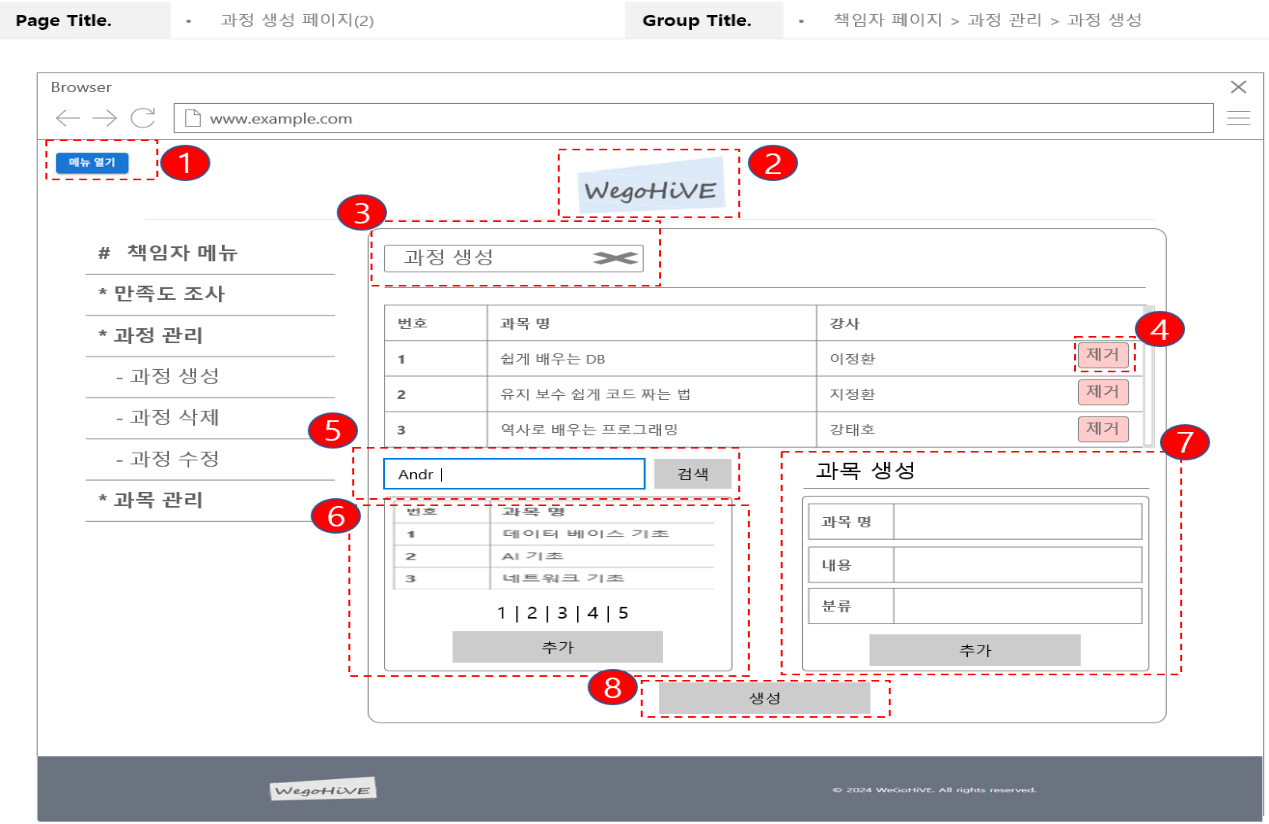 Page Title. • 과정 생성 페이지(2) Group Title. • 책임자 페이지 > 과정 관리 > 과정 생성
Browser
www.example.com
메뉴 열기 1
WegoHiVE 2
3
# 책임자 메뉴
* 만족도 조사
* 과정 관리
- 과정 생성
- 과정 삭제
- 과정 수정
* 과목 관리
과정 생성
번호 과목 명 강사
4
1 쉽게 배우는 DB 이정환 제거
2 유지 보수 쉽게 코드 짜는 법 지정환 제거
3 역사로 배우는 프로그래밍 강태호 제거
5
Andr | 검색
6
번호 과목 명
1 데이터 베이스 기초
2 AI 기초
3 네트워크 기초
1 | 2 | 3 | 4 | 5
추가
7
과목 생성
과목 명
내용
분류
추가
8
생성
WegoHiVE
© 2024 WeGoHiVE. All rights reserved.